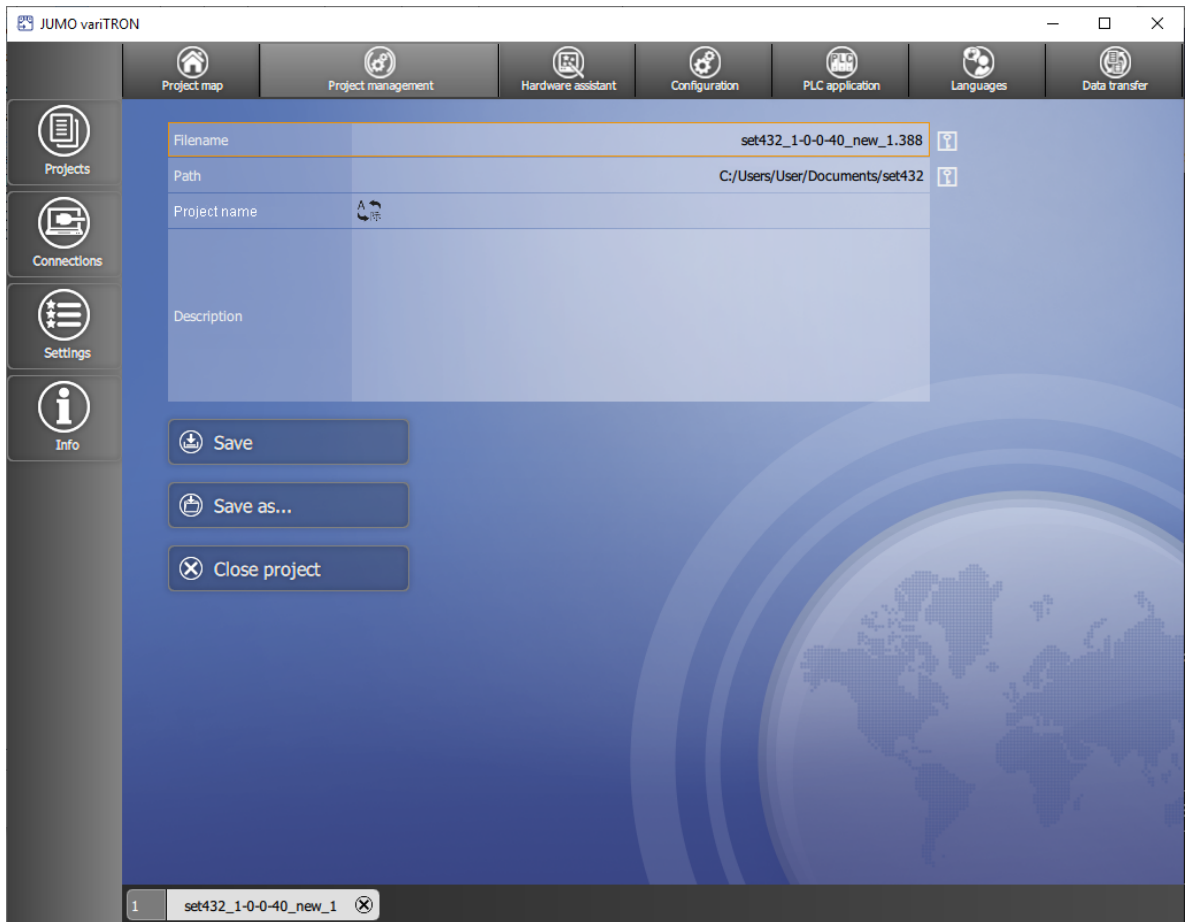 JUMO variTRON
Project map
Project management
Hardware assistant
Configuration
PLC application
Languages
Data transfer
Projects
Connections
Settings
Info
Filename set432_1-0-0-40_new_1.388
Path C:/Users/User/Documents/set432
Project name
Description
Save
Save as...
Close project
1 set432_1-0-0-40_new_1